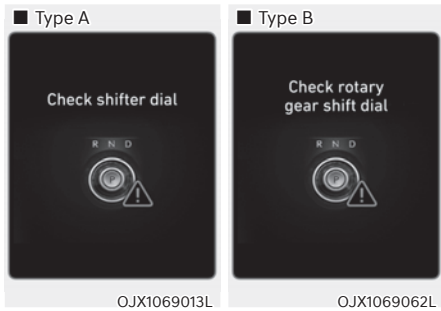 ■ Type A
Check shifter dial
R N D
P
OJX1069013L
■ Type B
Check rotary
gear shift dial
R N D
P
OJX1069062L